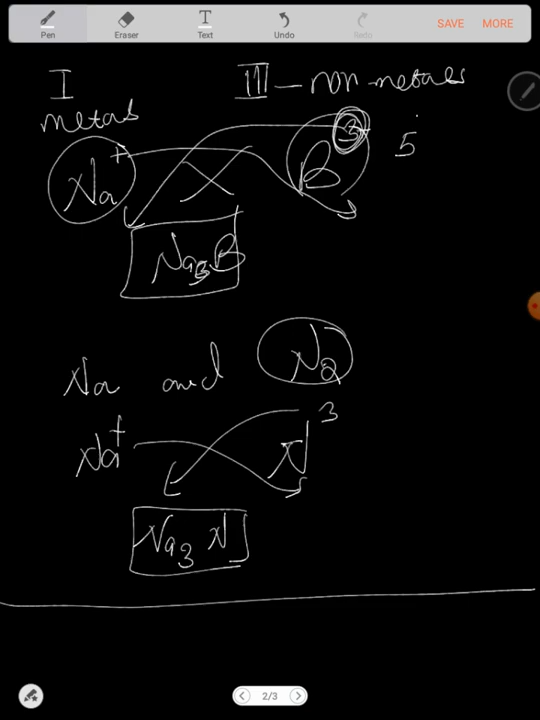 Pen Eraser Text Undo Redo SAVE MORE
I III – non metals
metals
Na+ B3 5
Na3B
Na and N2
Na+ N3
Na3 N
2/3